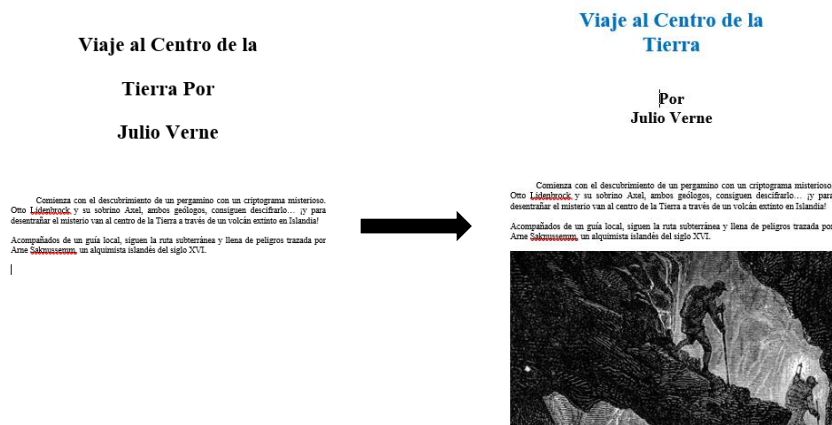 Viaje al Centro de la
Tierra Por
Julio Verne
Comienza con el descubrimiento de un pergamino con un criptograma misterioso.
Otto Lidenbrock y su sobrino Axel, ambos geólogos, consiguen descifrarlo… ¡y para
desentrañar el misterio van al centro de la Tierra a través de un volcán extinto en Islandia!
Acompañados de un guía local, siguen la ruta subterránea y llena de peligros trazada por
Arne Saknussemm, un alquimista islandés del siglo XVI.
Viaje al Centro de la
Tierra
Por
Julio Verne
Comienza con el descubrimiento de un pergamino con un criptograma misterioso.
Otto Lidenbrock y su sobrino Axel, ambos geólogos, consiguen descifrarlo… ¡y para
desentrañar el misterio van al centro de la Tierra a través de un volcán extinto en Islandia!
Acompañados de un guía local, siguen la ruta subterránea y llena de peligros trazada por
Arne Saknussemm, un alquimista islandés del siglo XVI.